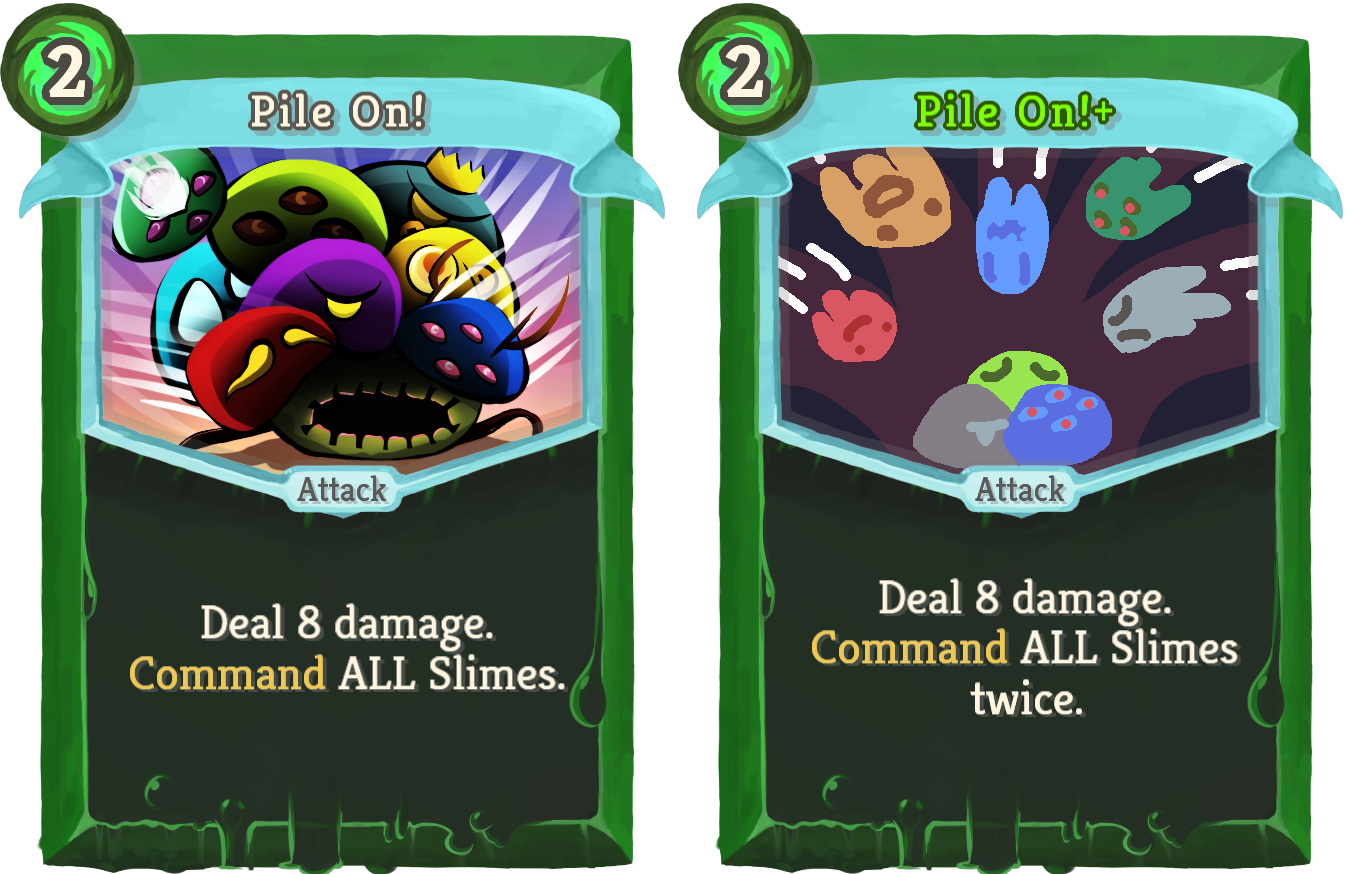 2
Pile On!
Attack
Deal 8 damage.
Command ALL Slimes.
2
Pile On!+
Attack
Deal 8 damage.
Command ALL Slimes
twice.